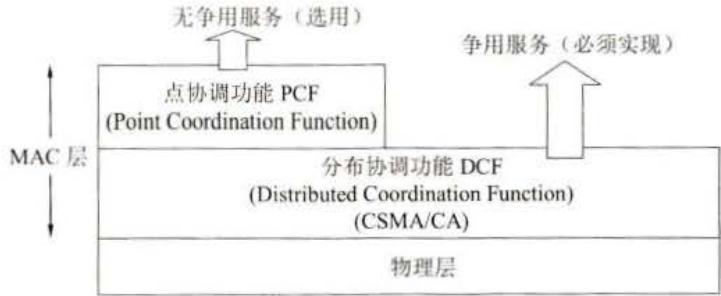 无争用服务（选用）
争用服务（必须实现）
点协调功能 PCF
(Point Coordination Function)
MAC 层
分布协调功能 DCF
(Distributed Coordination Function)
(CSMA/CA)
物理层